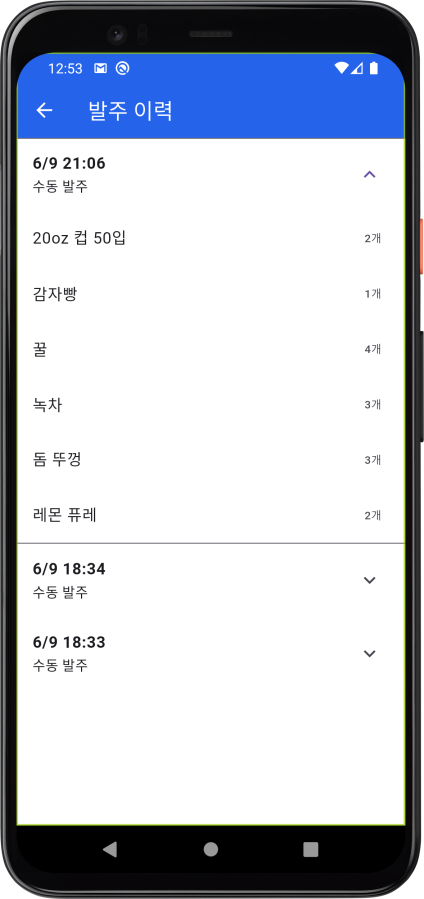 12:53
발주 이력
6/9 21:06
수동 발주
20oz 컵 50입 2개
감자빵 1개
꿀 4개
녹차 3개
돔 뚜껑 3개
레몬 퓨레 2개
6/9 18:34
수동 발주
6/9 18:33
수동 발주